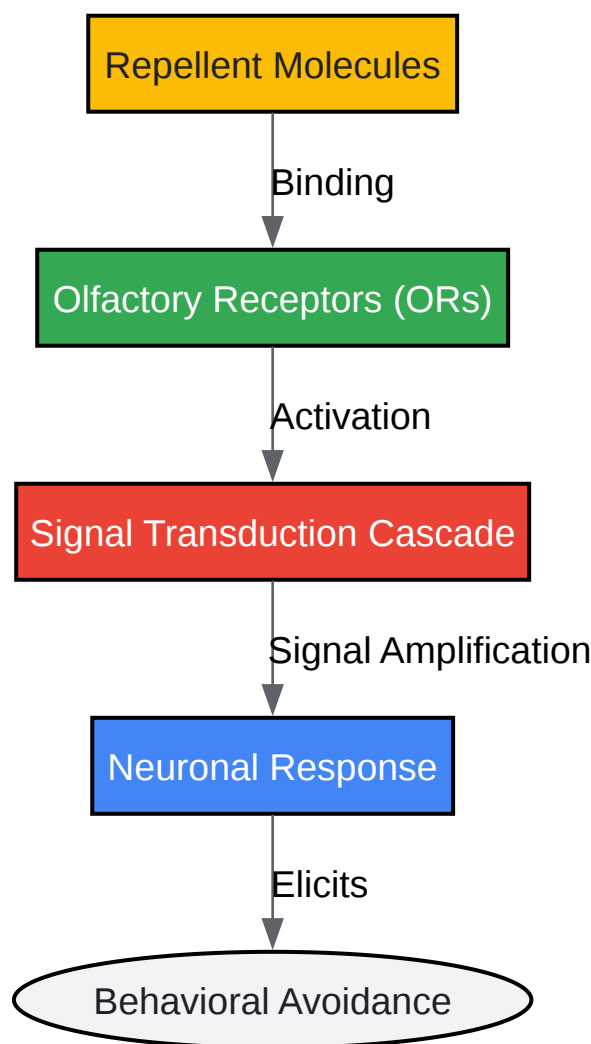 Repellent Molecules
Binding
Olfactory Receptors (ORs)
Activation
Signal Transduction Cascade
Signal Amplification
Neuronal Response
Elicits
Behavioral Avoidance